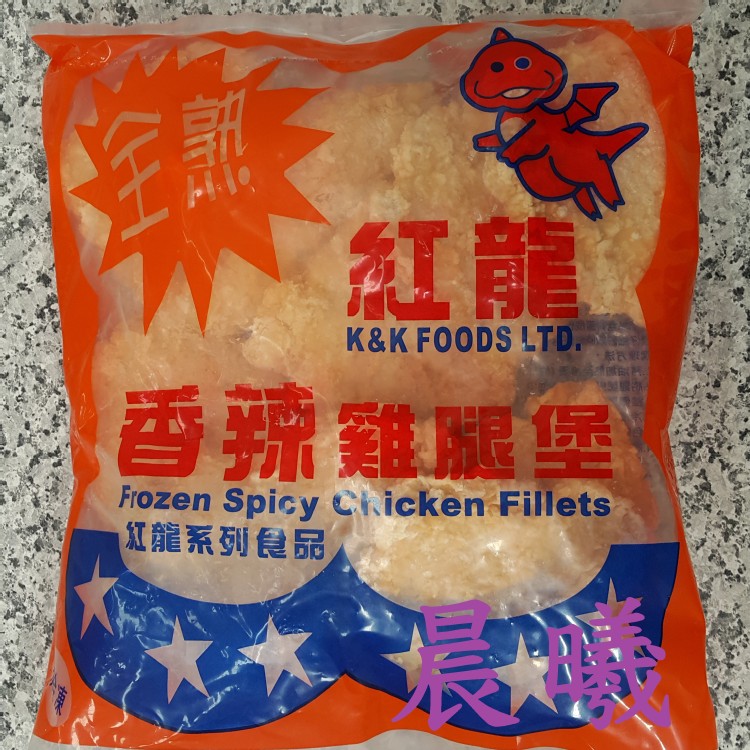 全熟
紅龍
K&K FOODS LTD.
香辣雞腿堡
Frozen Spicy Chicken Fillets
紅龍系列食品
晨曦